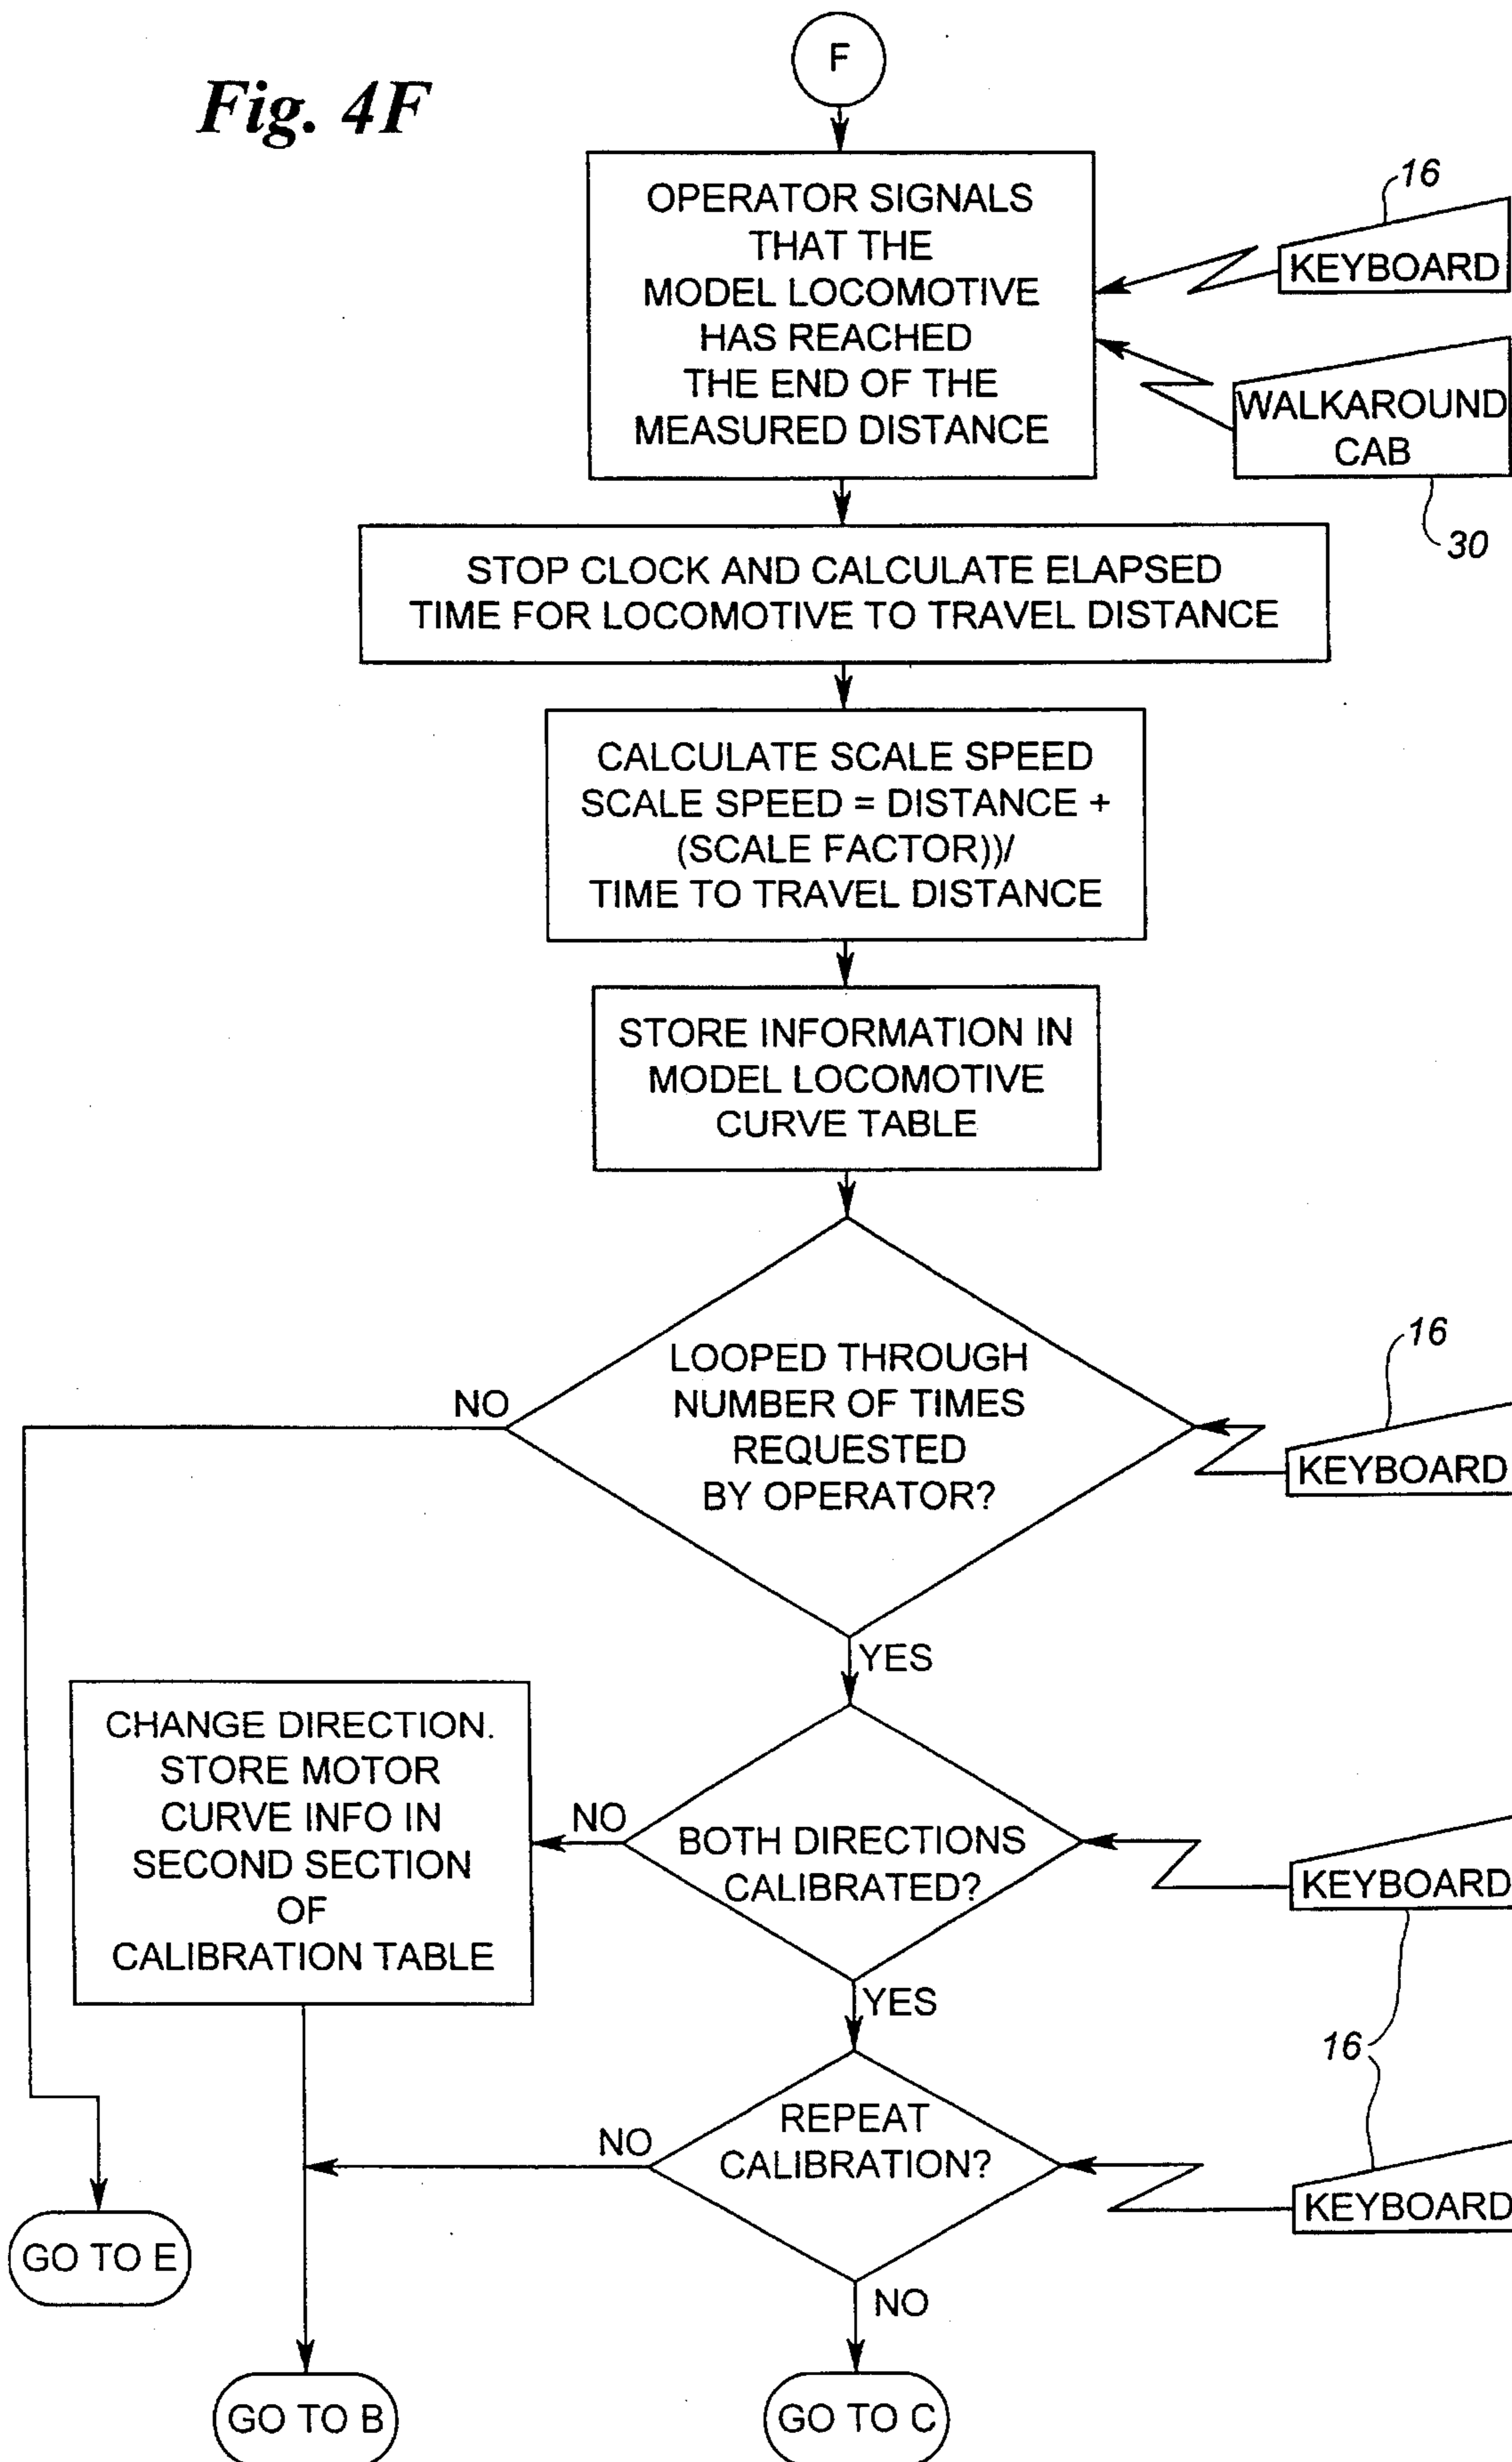 Fig. 4F
F
OPERATOR SIGNALS
THAT THE
MODEL LOCOMOTIVE
HAS REACHED
THE END OF THE
MEASURED DISTANCE
16
KEYBOARD
WALKAROUND
CAB
30
STOP CLOCK AND CALCULATE ELAPSED
TIME FOR LOCOMOTIVE TO TRAVEL DISTANCE
CALCULATE SCALE SPEED
SCALE SPEED = DISTANCE +
(SCALE FACTOR))/
TIME TO TRAVEL DISTANCE
STORE INFORMATION IN
MODEL LOCOMOTIVE
CURVE TABLE
LOOPED THROUGH
NUMBER OF TIMES
REQUESTED
BY OPERATOR?
NO
16
KEYBOARD
YES
CHANGE DIRECTION.
STORE MOTOR
CURVE INFO IN
SECOND SECTION
OF
CALIBRATION TABLE
NO
BOTH DIRECTIONS
CALIBRATED?
KEYBOARD
YES
16
REPEAT
CALIBRATION?
NO
KEYBOARD
GO TO E
NO
GO TO B
GO TO C